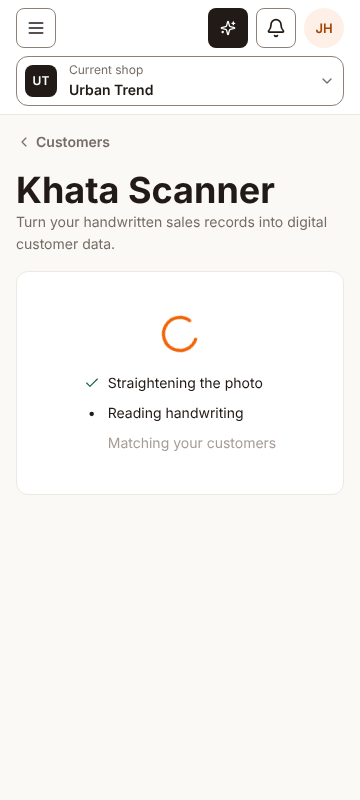 JH
UT
Current shop
Urban Trend
Customers
Khata Scanner
Turn your handwritten sales records into digital
customer data.
Straightening the photo
• Reading handwriting
Matching your customers